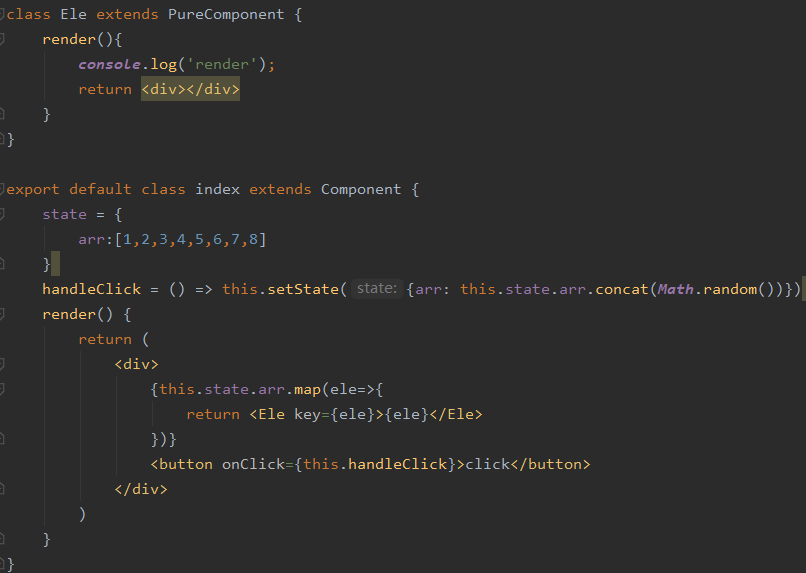 class Ele extends PureComponent {
    render(){
        console.log('render');
        return <div></div>
    }
}

export default class index extends Component {
    state = {
        arr:[1,2,3,4,5,6,7,8]
    }
    handleClick = () => this.setState( state: {arr: this.state.arr.concat(Math.random())})
    render() {
        return (
            <div>
                {this.state.arr.map(ele=>{
                    return <Ele key={ele}>{ele}</Ele>
                })}
                <button onClick={this.handleClick}>click</button>
            </div>
        )
    }
}